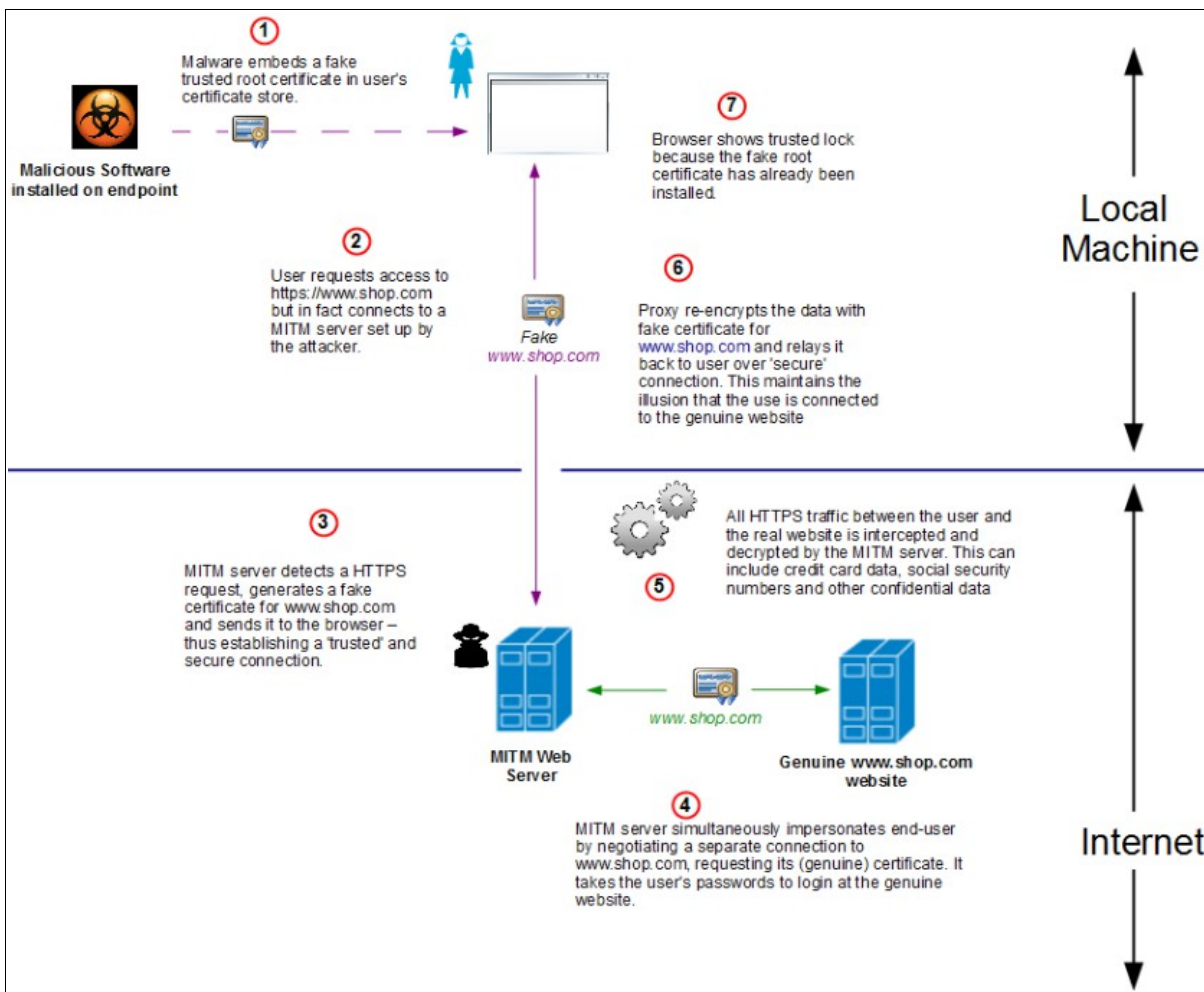 1
Malware embeds a fake
trusted root certificate in user's
certificate store.
Malicious Software
installed on endpoint
7
Browser shows trusted lock
because the fake root
certificate has already been
installed.
Local
Machine
2
User requests access to
https://www.shop.com
but in fact connects to a
MITM server set up by
the attacker.
Fake
www.shop.com
6
Proxy re-encrypts the data with
fake certificate for
www.shop.com and relays it
back to user over 'secure'
connection. This maintains the
illusion that the use is connected
to the genuine website
3
MITM server detects a HTTPS
request, generates a fake
certificate for www.shop.com
and sends it to the browser –
thus establishing a 'trusted' and
secure connection.
5
All HTTPS traffic between the user and
the real website is intercepted and
decrypted by the MITM server. This can
include credit card data, social security
numbers and other confidential data
www.shop.com
MITM Web
Server
Genuine www.shop.com
website
4
MITM server simultaneously impersonates end-user
by negotiating a separate connection to
www.shop.com, requesting its (genuine) certificate. It
takes the user's passwords to login at the genuine
website.
Internet